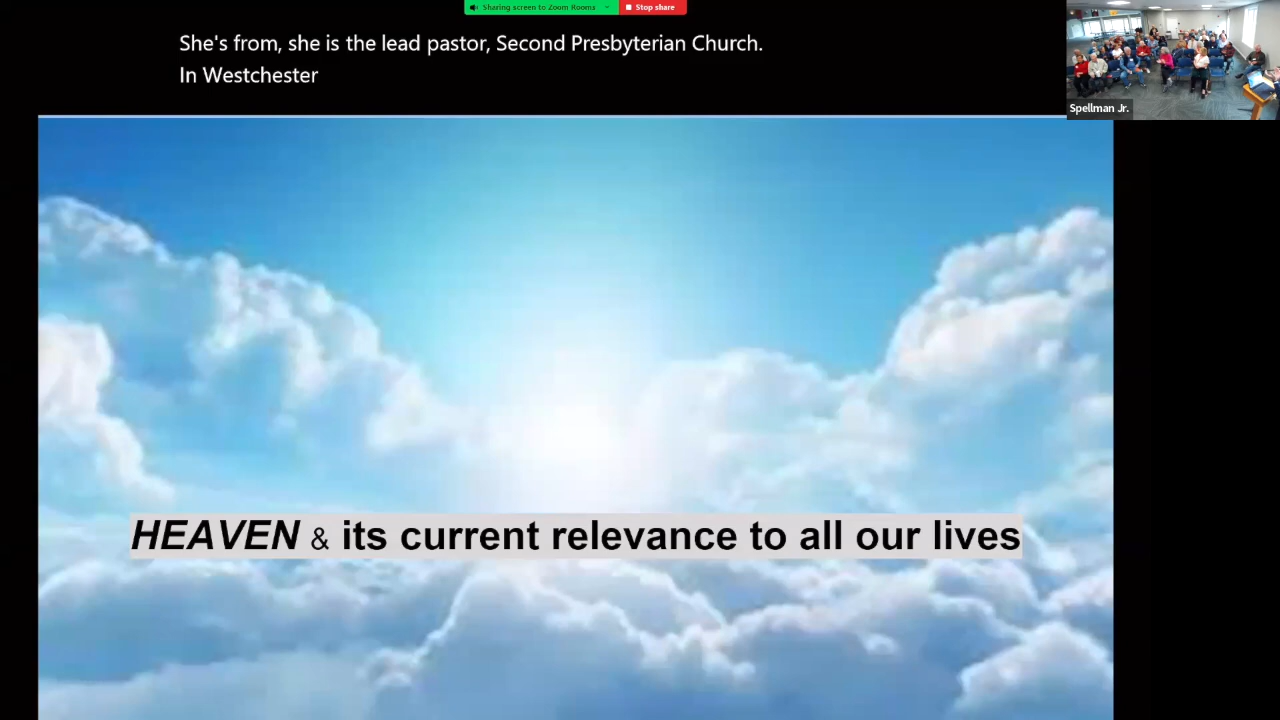 Sharing screen to Zoom Rooms
Stop share
She's from, she is the lead pastor, Second Presbyterian Church.
In Westchester
Spellman Jr.
HEAVEN & its current relevance to all our lives